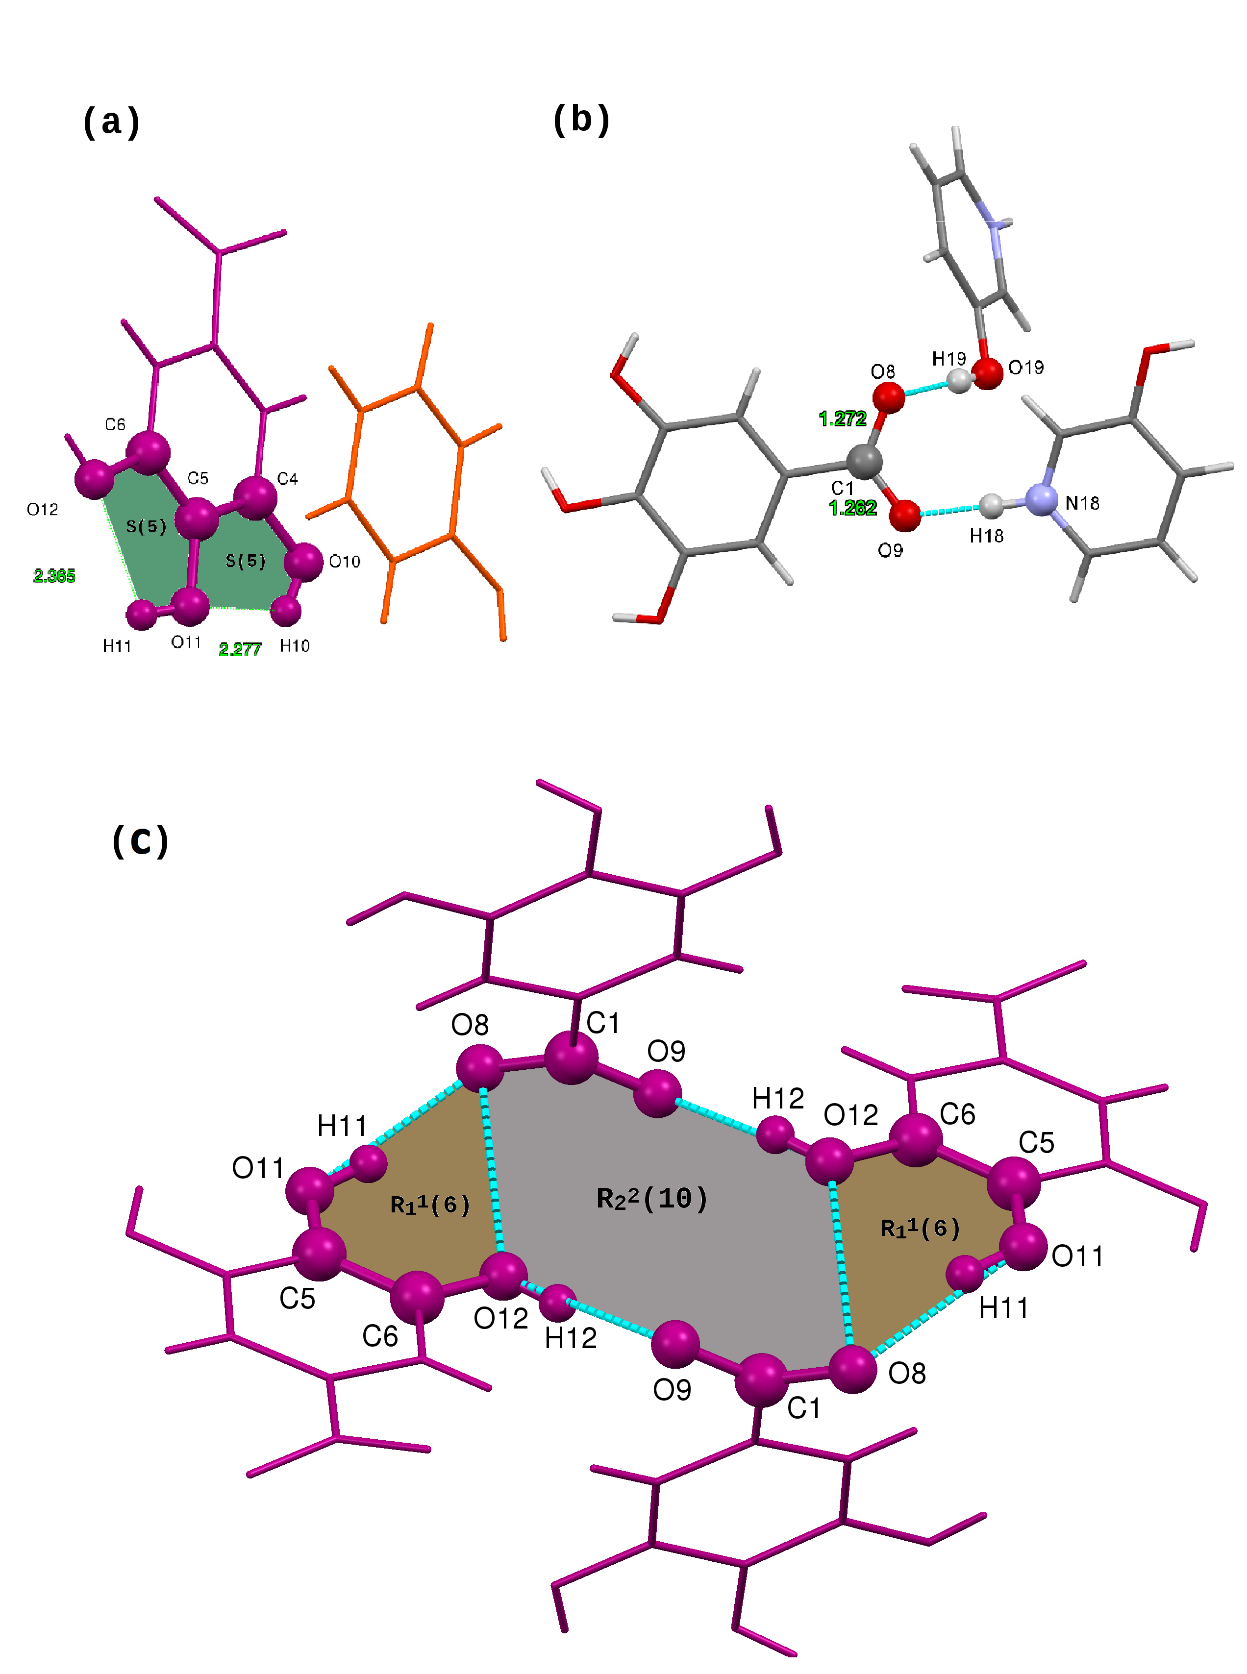 (a)
(b)
H19
O19
O8
1.272
C6
C5
C4
C1
1.262
N18
O12
S(5)
S(5)
O10
H18
O9
2.365
H11
O11
2.277
H10
(c)
O8
C1
O9
H11
H12
O12
C6
C5
O11
R₁¹(6)
R₂²(10)
R₁¹(6)
O11
C5
C6
O12
H12
H11
O9
C1
O8